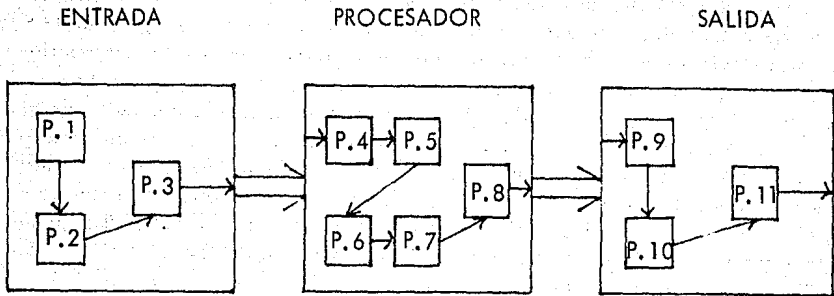 ENTRADA PROCESADOR SALIDA
P.1
P.2
P.3
P.4
P.5
P.6
P.7
P.8
P.9
P.10
P.11